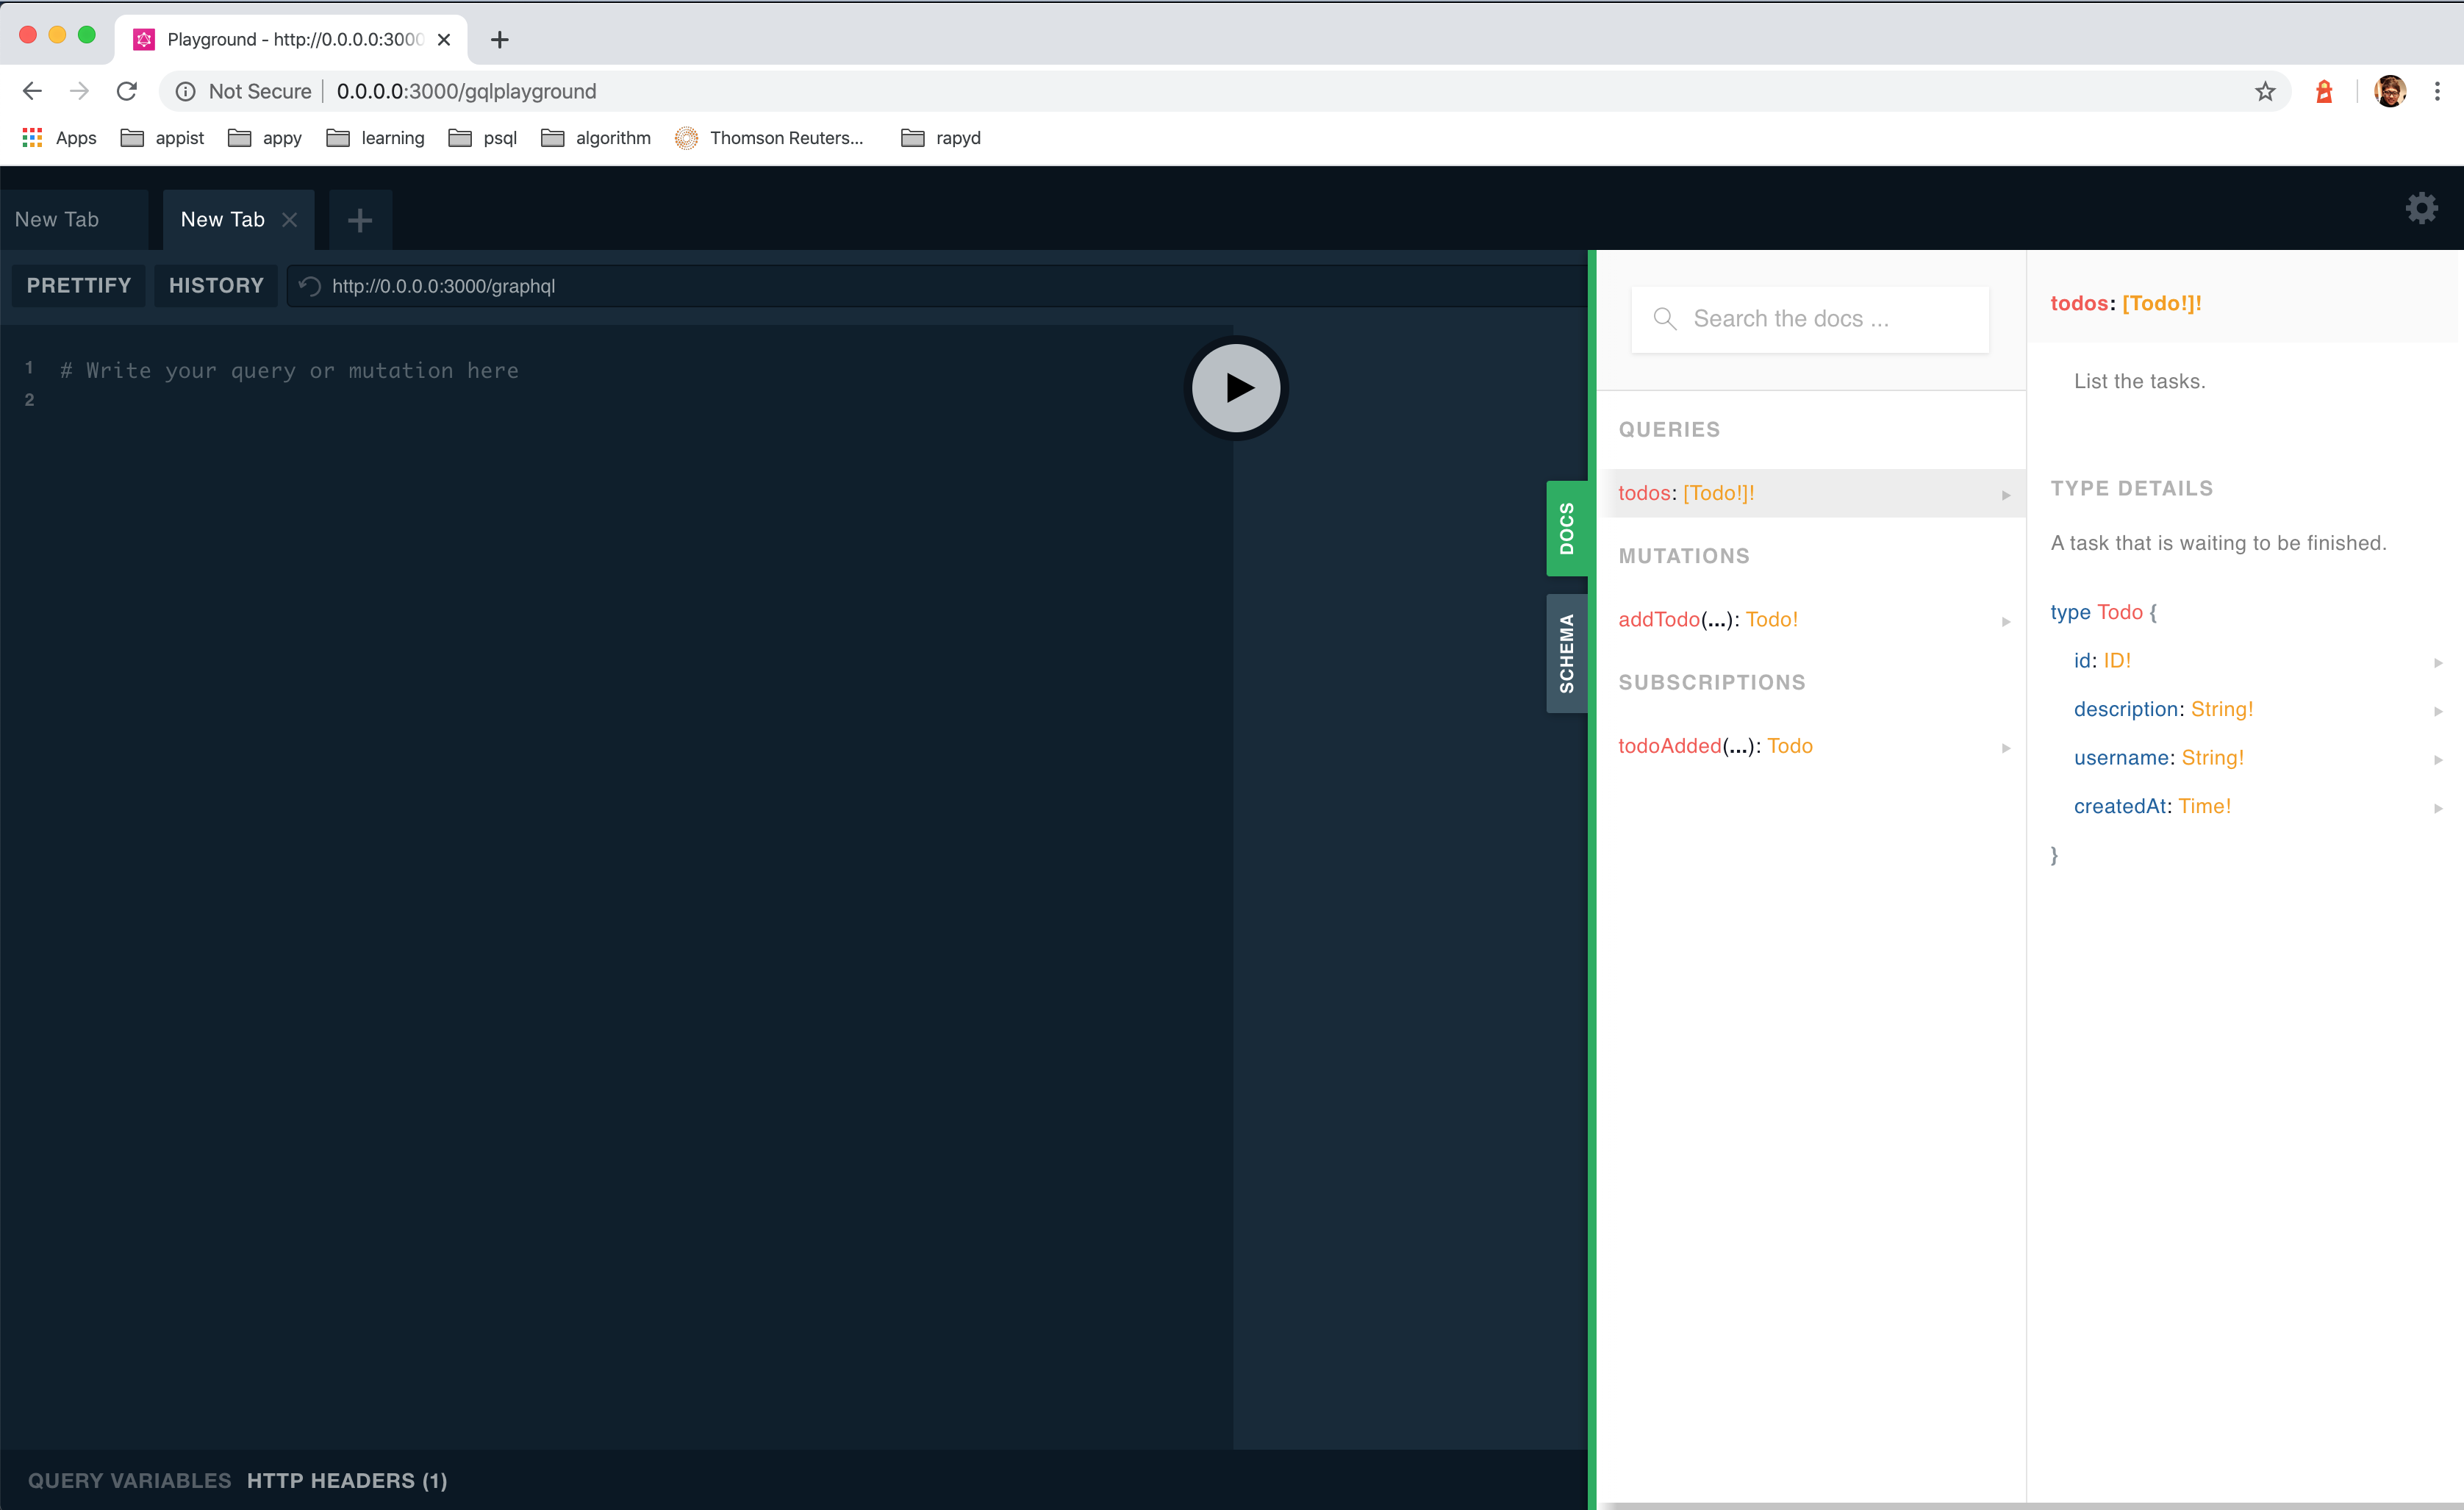 Playground - http://0.0.0.0:3000
Not Secure 0.0.0.0:3000/gqlplayground
Apps appist appy learning psql algorithm Thomson Reuters... rapyd
New Tab New Tab
PRETTIFY HISTORY http://0.0.0.0:3000/graphql
1 # Write your query or mutation here
2
DOCS
SCHEMA
Search the docs ...
QUERIES
todos: [Todo!]!
MUTATIONS
addTodo(...): Todo!
SUBSCRIPTIONS
todoAdded(...): Todo
todos: [Todo!]!
List the tasks.
TYPE DETAILS
A task that is waiting to be finished.
type Todo {
id: ID!
description: String!
username: String!
createdAt: Time!
}
QUERY VARIABLES HTTP HEADERS (1)